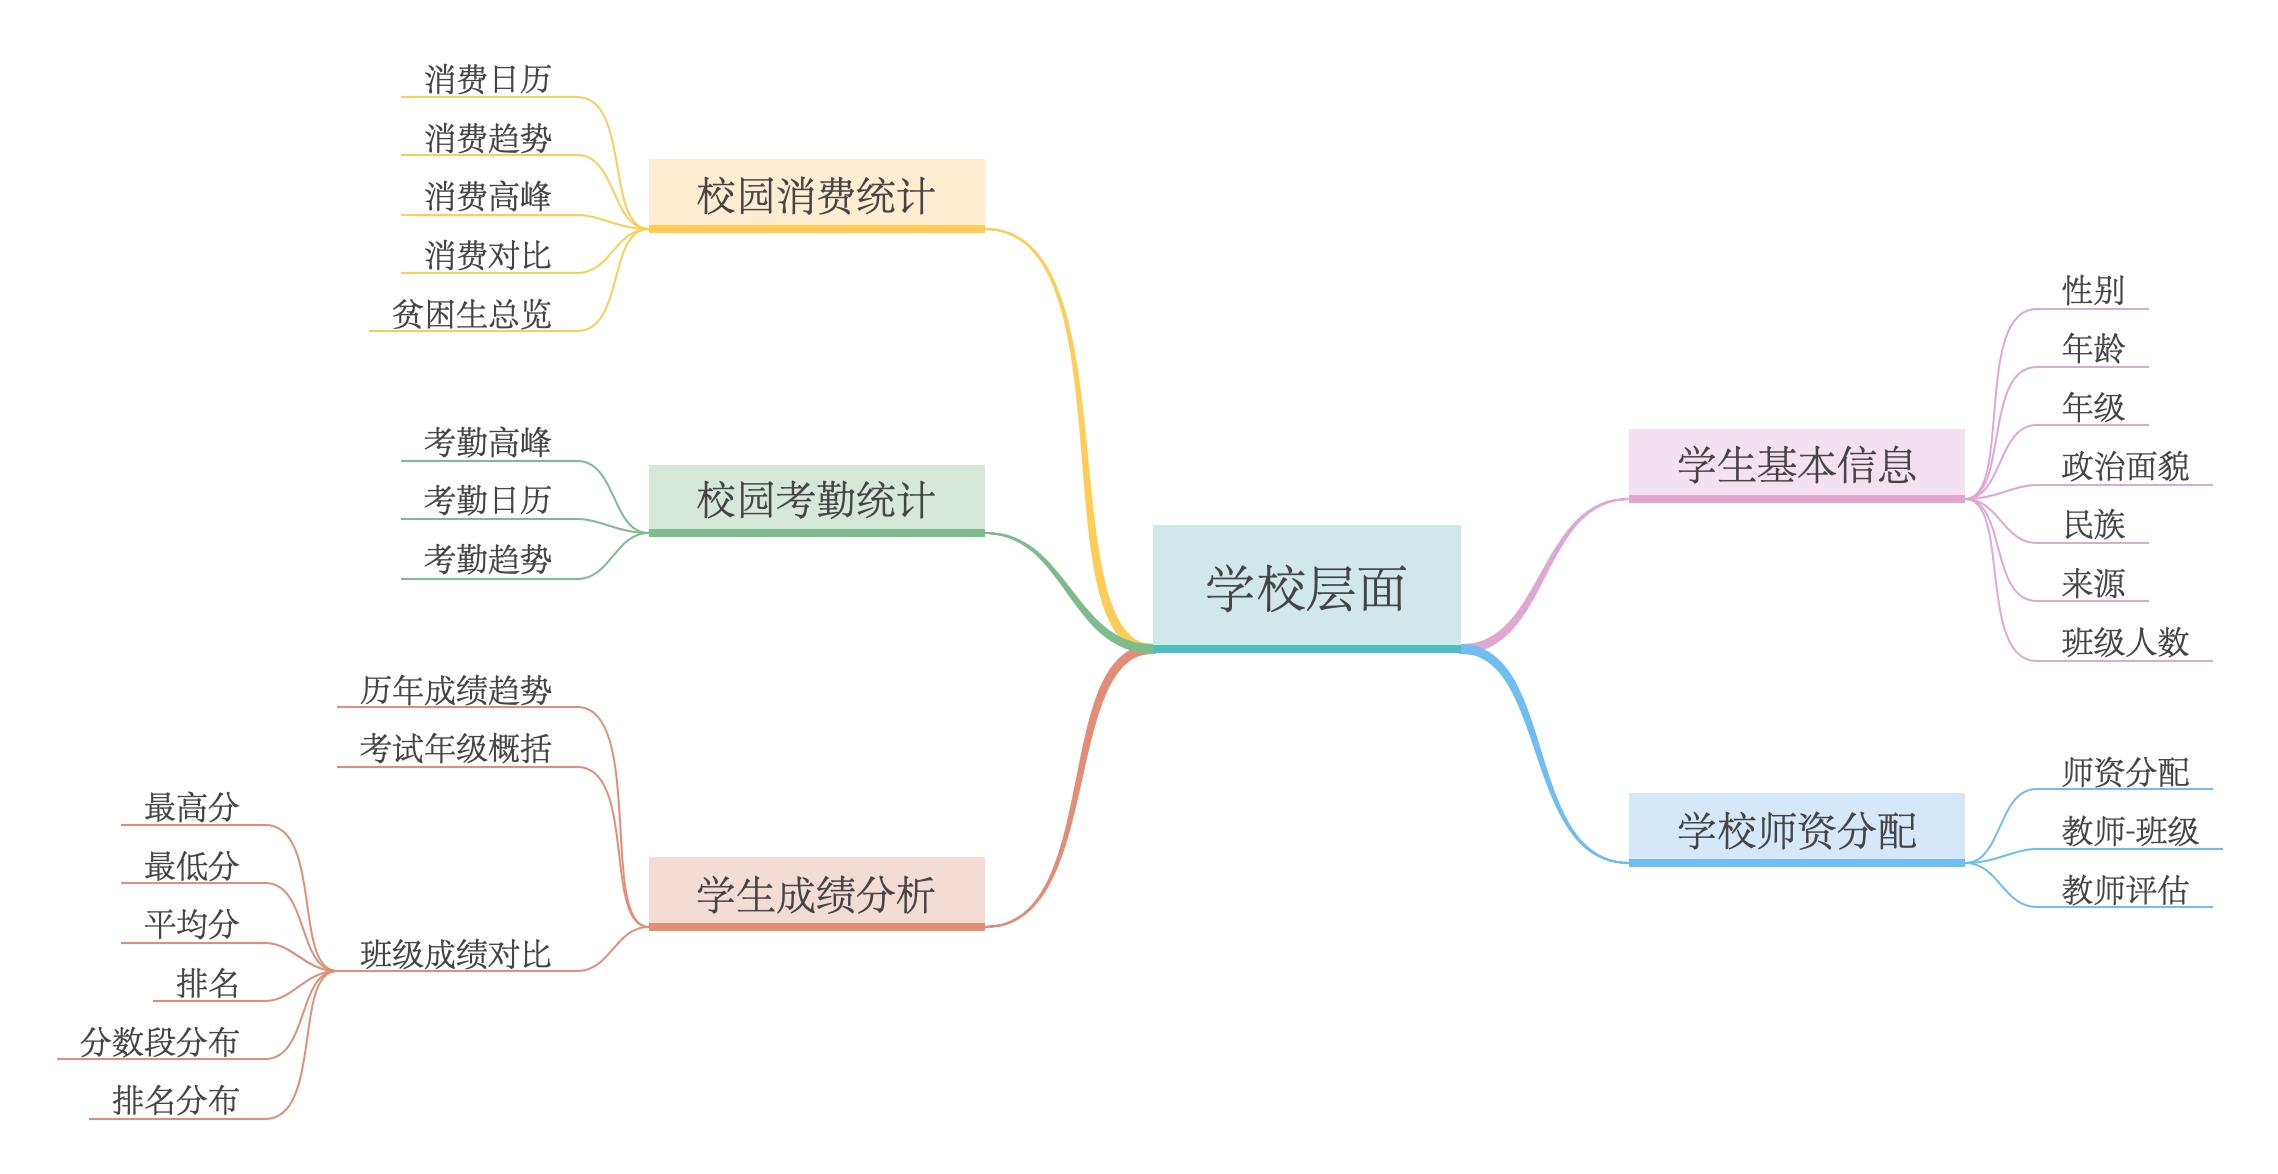 学校层面
学生基本信息
性别
年龄
年级
政治面貌
民族
来源
班级人数
学校师资分配
师资分配
教师-班级
教师评估
校园消费统计
消费日历
消费趋势
消费高峰
消费对比
贫困生总览
校园考勤统计
考勤高峰
考勤日历
考勤趋势
学生成绩分析
历年成绩趋势
考试年级概括
班级成绩对比
最高分
最低分
平均分
排名
分数段分布
排名分布